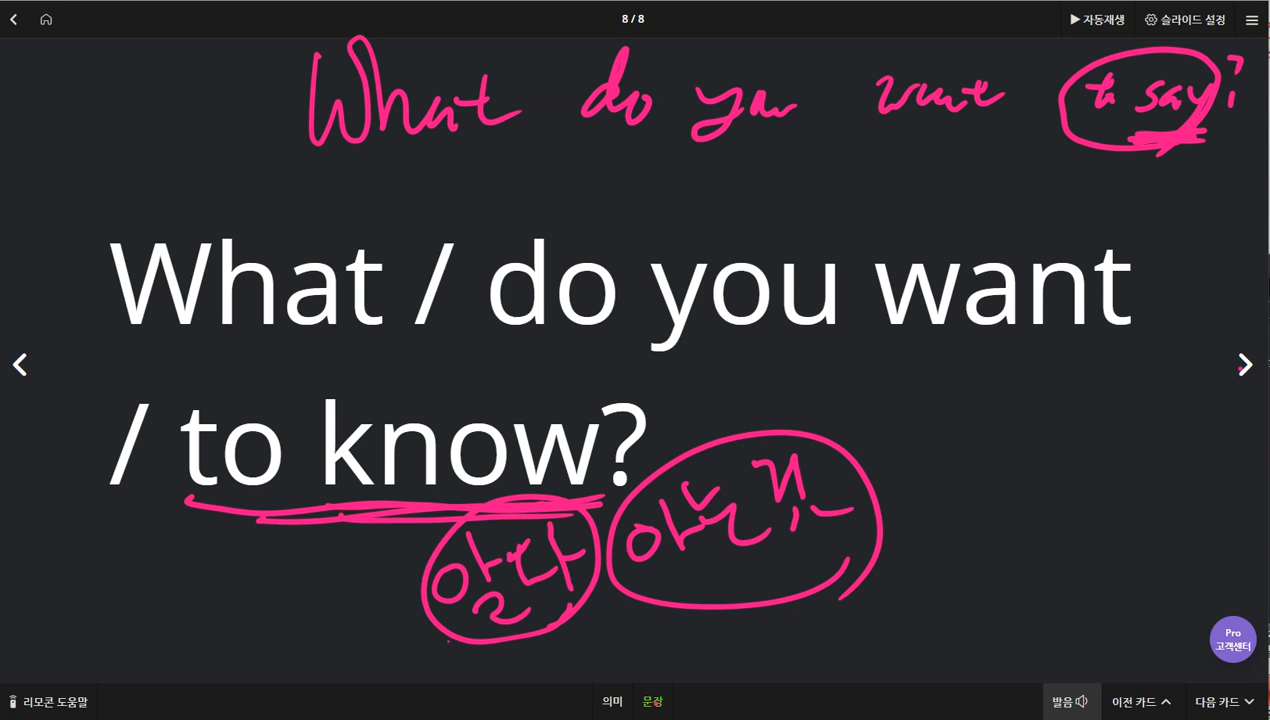 8 / 8
▶ 자동재생
슬라이드 설정
What do you want to say?
What / do you want
/ to know?
알다
아는 것
Pro
고객센터
리모콘 도움말
의미
문장
발음
이전 카드
다음 카드